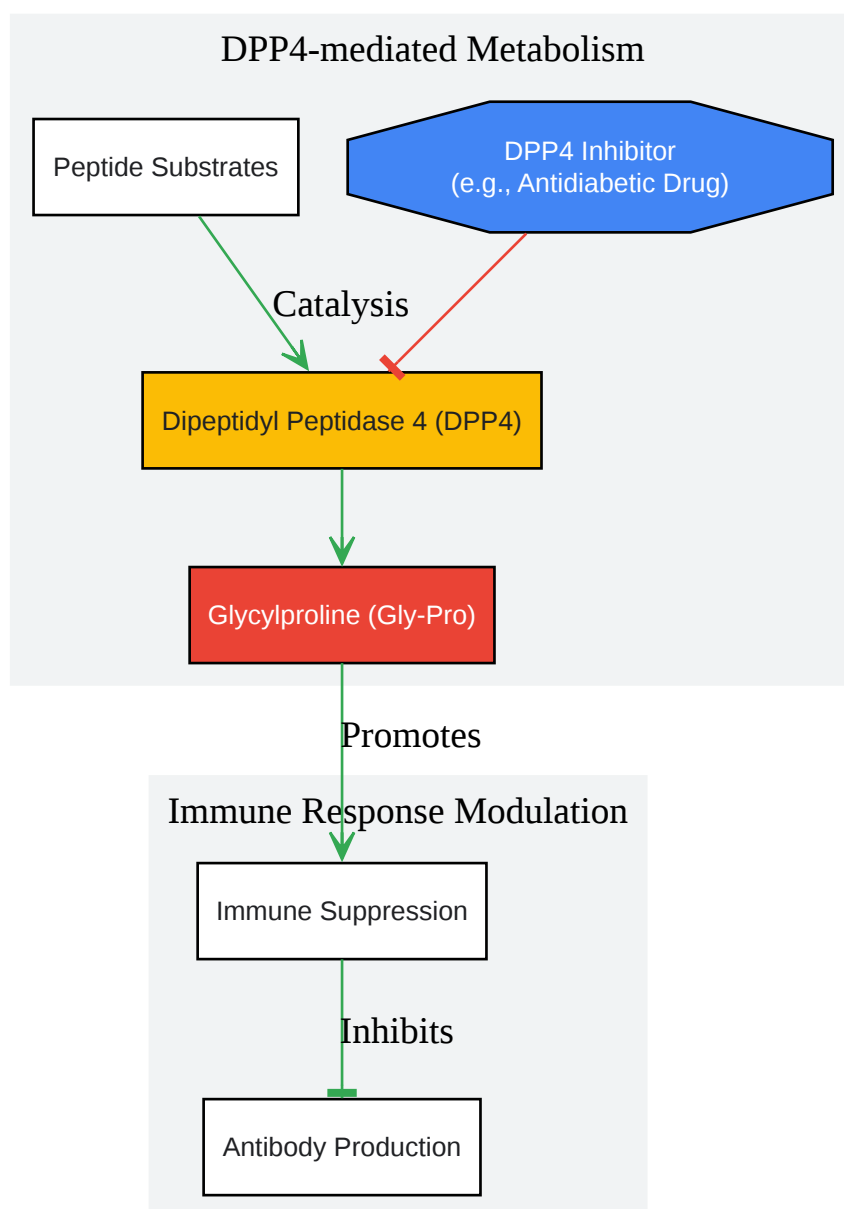 DPP4-mediated Metabolism
Peptide Substrates
DPP4 Inhibitor
(e.g., Antidiabetic Drug)
Catalysis
Dipeptidyl Peptidase 4 (DPP4)
Glycylproline (Gly-Pro)
Promotes
Immune Response Modulation
Immune Suppression
Inhibits
Antibody Production